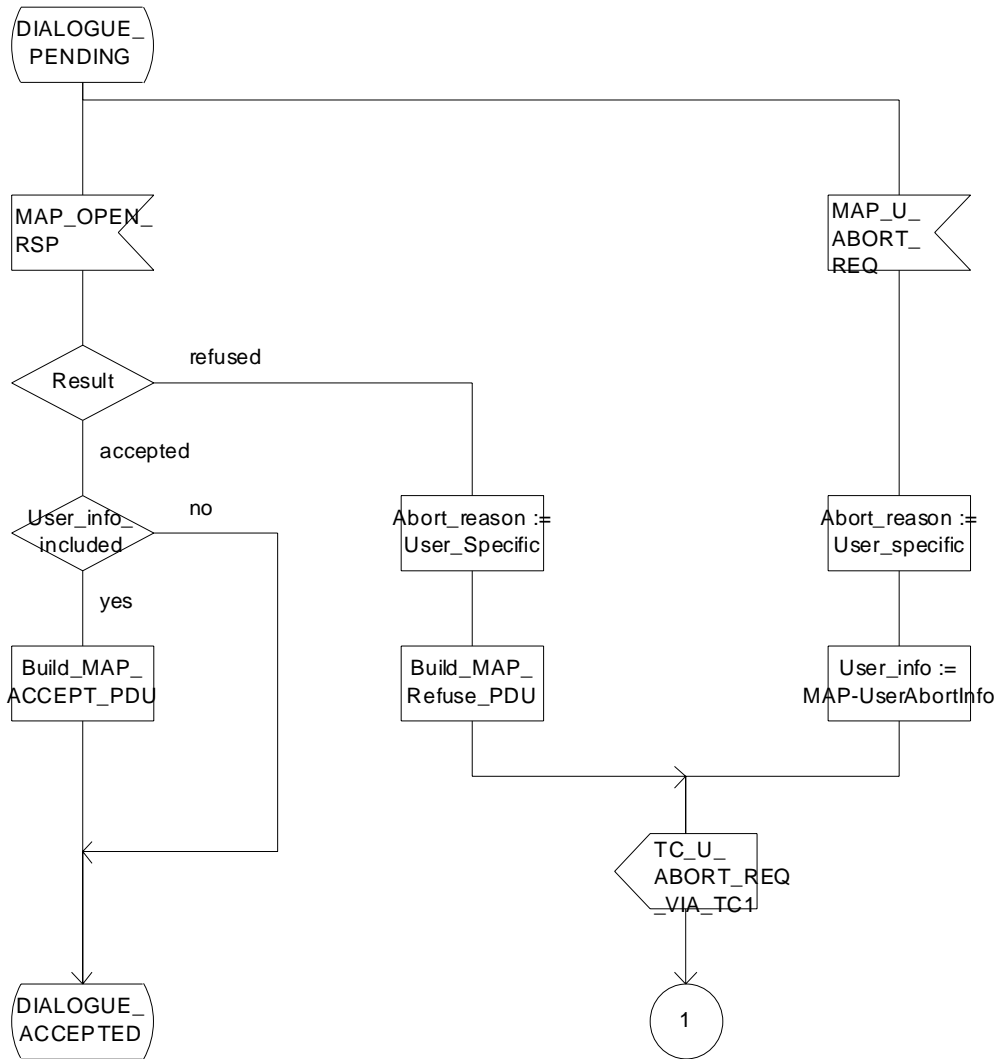 DIALOGUE_
PENDING
MAP_OPEN_
RSP
MAP_U_
ABORT_
REQ
Result
refused
accepted
User_info_
included
no
yes
Abort_reason :=
User_Specific
Abort_reason :=
User_specific
Build_MAP_
ACCEPT_PDU
Build_MAP_
Refuse_PDU
User_info :=
MAP-UserAbortInfo
TC_U_
ABORT_REQ
_VIA_TC1
DIALOGUE_
ACCEPTED
1